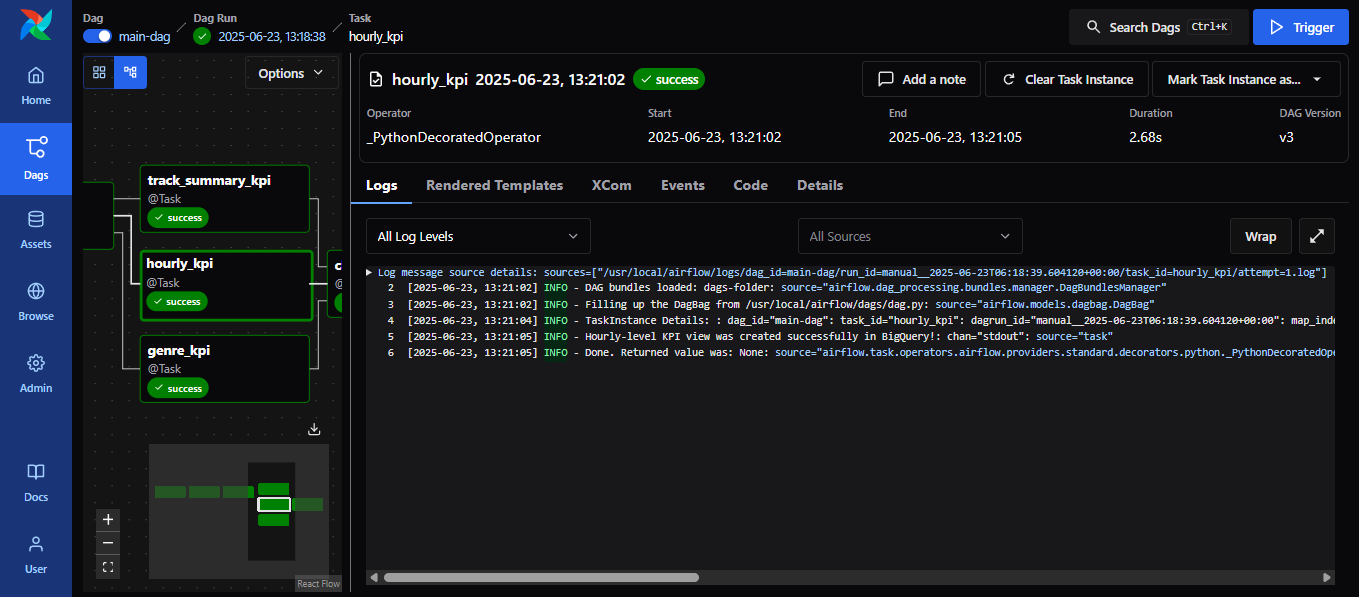 Dag
main-dag
Dag Run
2025-06-23, 13:18:38
Task
hourly_kpi
Search Dags Ctrl+K
Trigger
Home
Dags
Assets
Browse
Admin
Docs
User
Options
track_summary_kpi
@Task
success
hourly_kpi
@Task
success
genre_kpi
@Task
success
React Flow
hourly_kpi 2025-06-23, 13:21:02 success
Add a note
Clear Task Instance
Mark Task Instance as...
Operator Start End Duration DAG Version
_PythonDecoratedOperator 2025-06-23, 13:21:02 2025-06-23, 13:21:05 2.68s v3
Logs Rendered Templates XCom Events Code Details
All Log Levels All Sources Wrap
Log message source details: sources=["/usr/local/airflow/logs/dag_id=main-dag/run_id=manual__2025-06-23T06:18:39.604120+00:00/task_id=hourly_kpi/attempt=1.log"]
2 [2025-06-23, 13:21:02] INFO - DAG bundles loaded: dags-folder: source="airflow.dag_processing.bundles.manager.DagBundlesManager"
3 [2025-06-23, 13:21:02] INFO - Filling up the DagBag from /usr/local/airflow/dags/dag.py: source="airflow.models.dagbag.DagBag"
4 [2025-06-23, 13:21:04] INFO - TaskInstance Details: : dag_id="main-dag": task_id="hourly_kpi": dagrun_id="manual__2025-06-23T06:18:39.604120+00:00": map_inde
5 [2025-06-23, 13:21:05] INFO - Hourly-level KPI view was created successfully in BigQuery!: chan="stdout": source="task"
6 [2025-06-23, 13:21:05] INFO - Done. Returned value was: None: source="airflow.task.operators.airflow.providers.standard.decorators.python._PythonDecoratedOpe